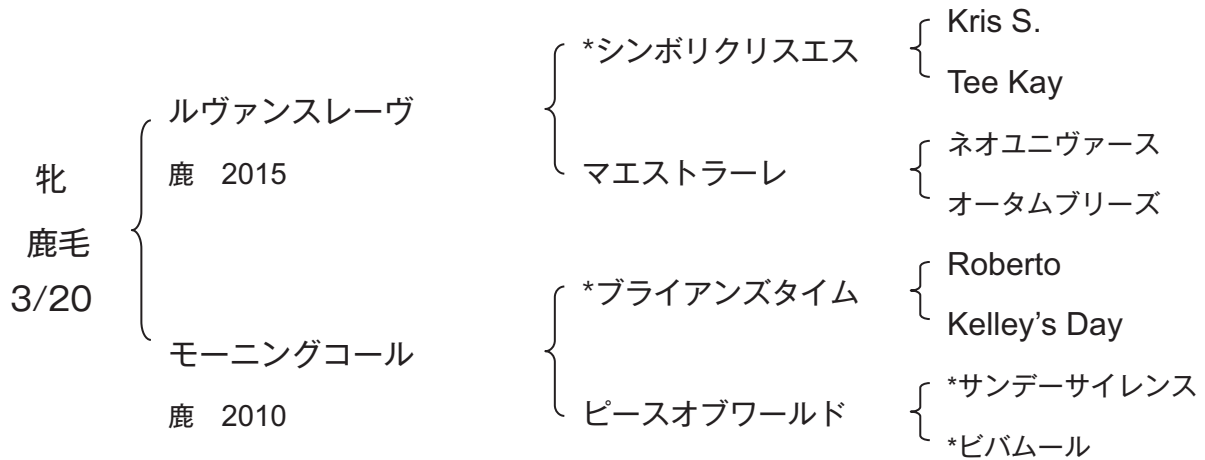 牝
鹿毛
3/20
ルヴァンスレーヴ
鹿 2015
モーニングコール
鹿 2010
*シンボリクリスエス
マエストラーレ
*ブライアンズタイム
ピースオブワールド
Kris S.
Tee Kay
ネオユニヴァース
オータムブリーズ
Roberto
Kelley’s Day
*サンデーサイレンス
*ビバムール